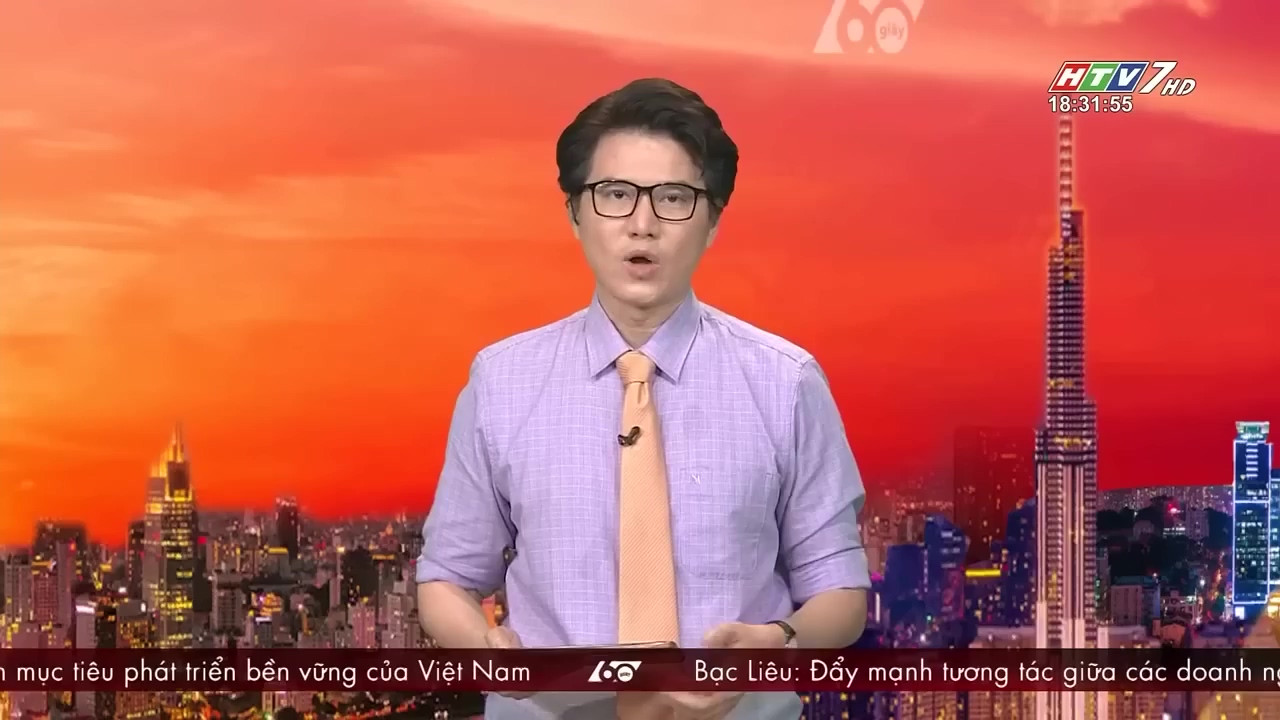 60 giây
HTV7 HD
18:31:55
mục tiêu phát triển bền vững của Việt Nam 60 giây Bạc Liêu: Đẩy mạnh tương tác giữa các doanh